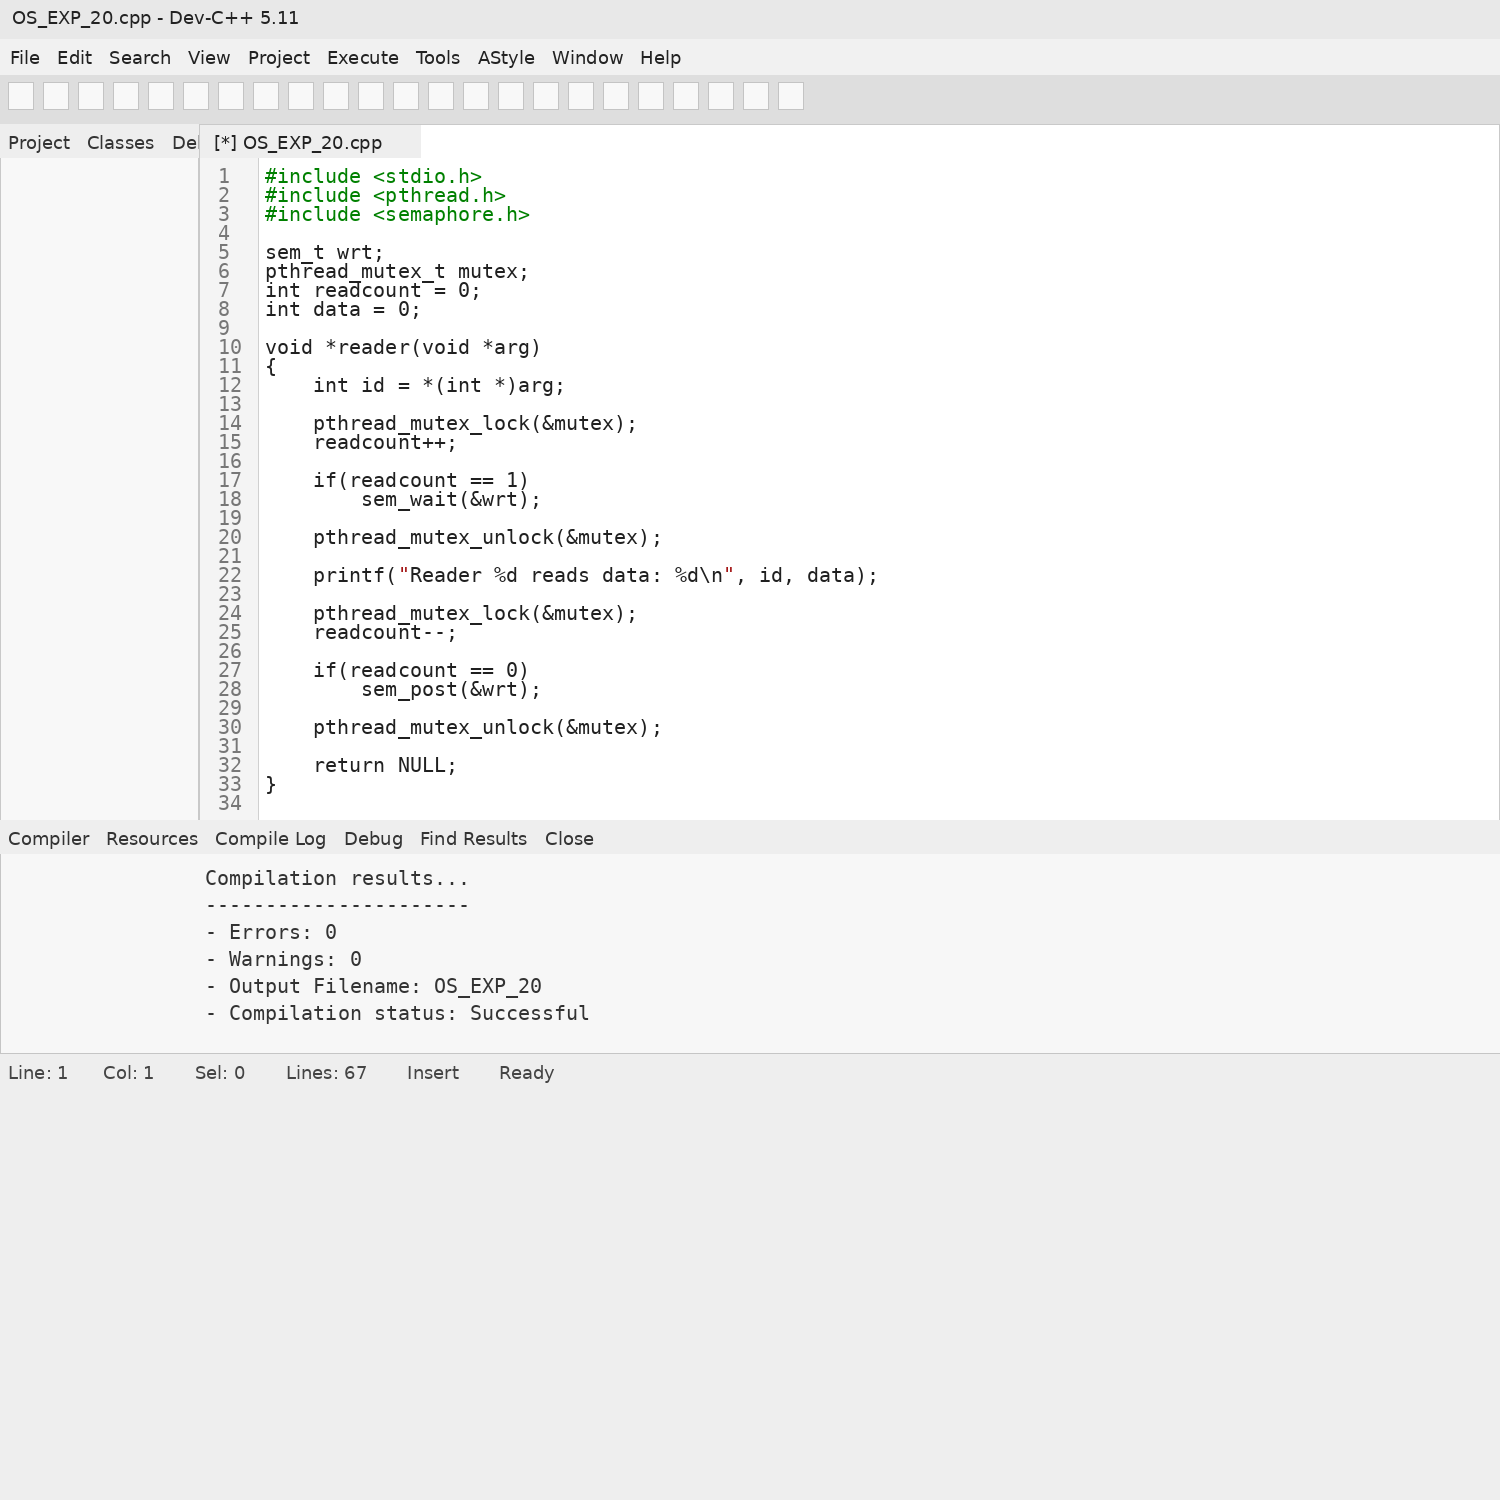 OS_EXP_20.cpp - Dev-C++ 5.11
File Edit Search View Project Execute Tools AStyle Window Help
Project Classes
[*] OS_EXP_20.cpp
1 #include <stdio.h>
2 #include <pthread.h>
3 #include <semaphore.h>
4
5 sem_t wrt;
6 pthread_mutex_t mutex;
7 int readcount = 0;
8 int data = 0;
9
10 void *reader(void *arg)
11 {
12     int id = *(int *)arg;
13
14     pthread_mutex_lock(&mutex);
15     readcount++;
16
17     if(readcount == 1)
18         sem_wait(&wrt);
19
20     pthread_mutex_unlock(&mutex);
21
22     printf("Reader %d reads data: %d\n", id, data);
23
24     pthread_mutex_lock(&mutex);
25     readcount--;
26
27     if(readcount == 0)
28         sem_post(&wrt);
29
30     pthread_mutex_unlock(&mutex);
31
32     return NULL;
33 }
34
Compiler Resources Compile Log Debug Find Results Close
Compilation results...
----------------------
- Errors: 0
- Warnings: 0
- Output Filename: OS_EXP_20
- Compilation status: Successful
Line: 1 Col: 1 Sel: 0 Lines: 67 Insert Ready